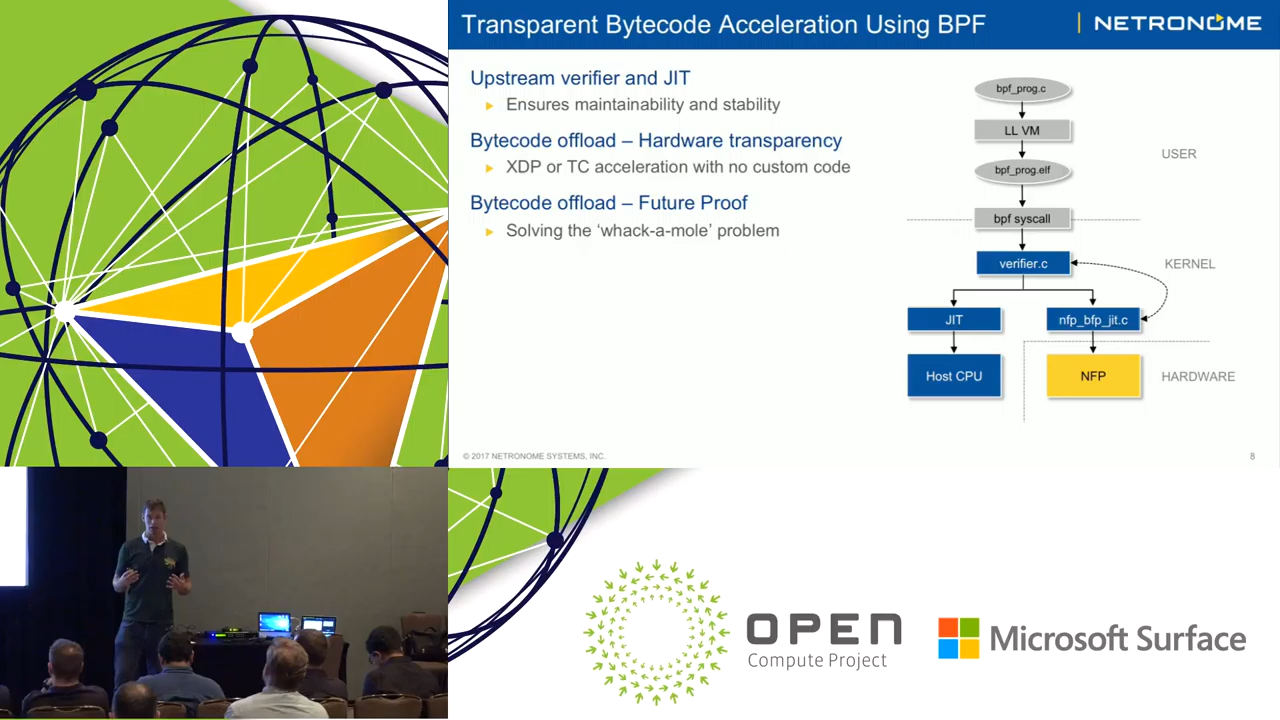 Transparent Bytecode Acceleration Using BPF
NETRONOME
Upstream verifier and JIT
Ensures maintainability and stability
Bytecode offload – Hardware transparency
XDP or TC acceleration with no custom code
Bytecode offload – Future Proof
Solving the ‘whack-a-mole’ problem
bpf_prog.c
LL VM
USER
bpf_prog.elf
bpf syscall
verifier.c
KERNEL
JIT
nfp_bfp_jit.c
Host CPU
NFP
HARDWARE
© 2017 NETRONOME SYSTEMS, INC.
8
OPEN
Compute Project
Microsoft Surface